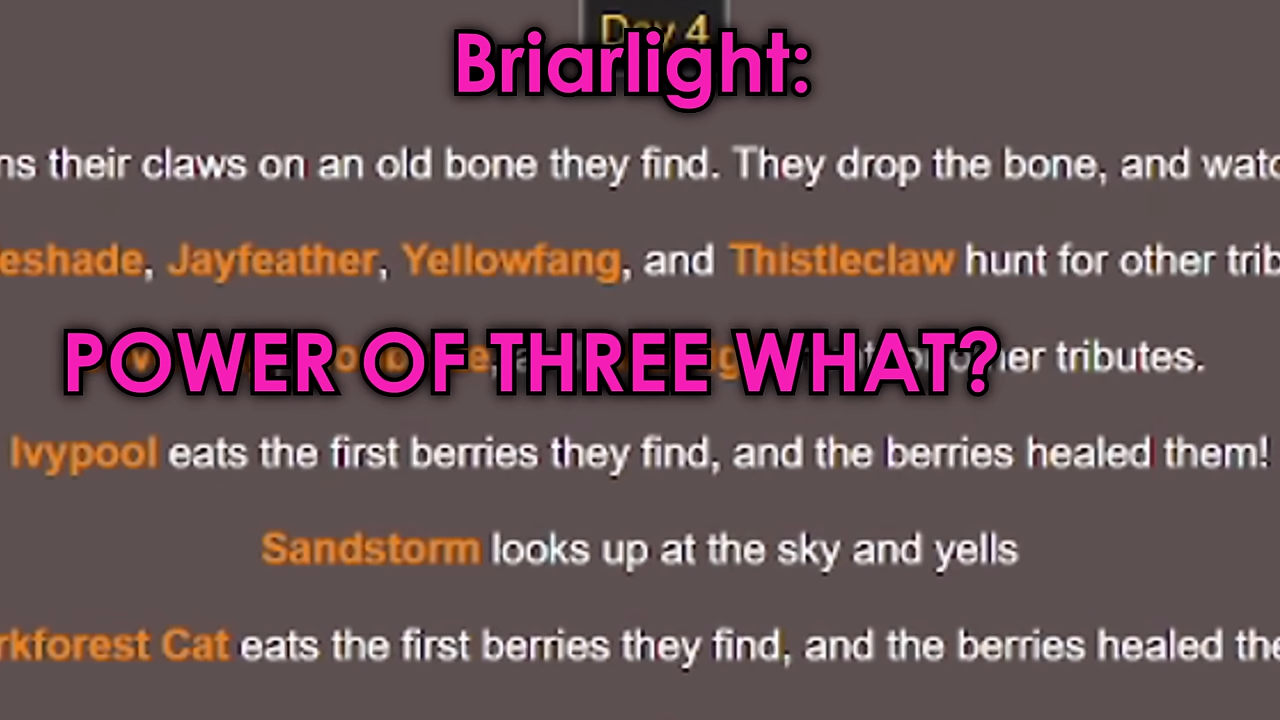 Day 4
Briarlight:
ns their claws on an old bone they find. They drop the bone, and watc
eshade, Jayfeather, Yellowfang, and Thistleclaw hunt for other trib
POWER OF THREE WHAT?
tributes.
Ivypool eats the first berries they find, and the berries healed them!
Sandstorm looks up at the sky and yells
rkforest Cat eats the first berries they find, and the berries healed the